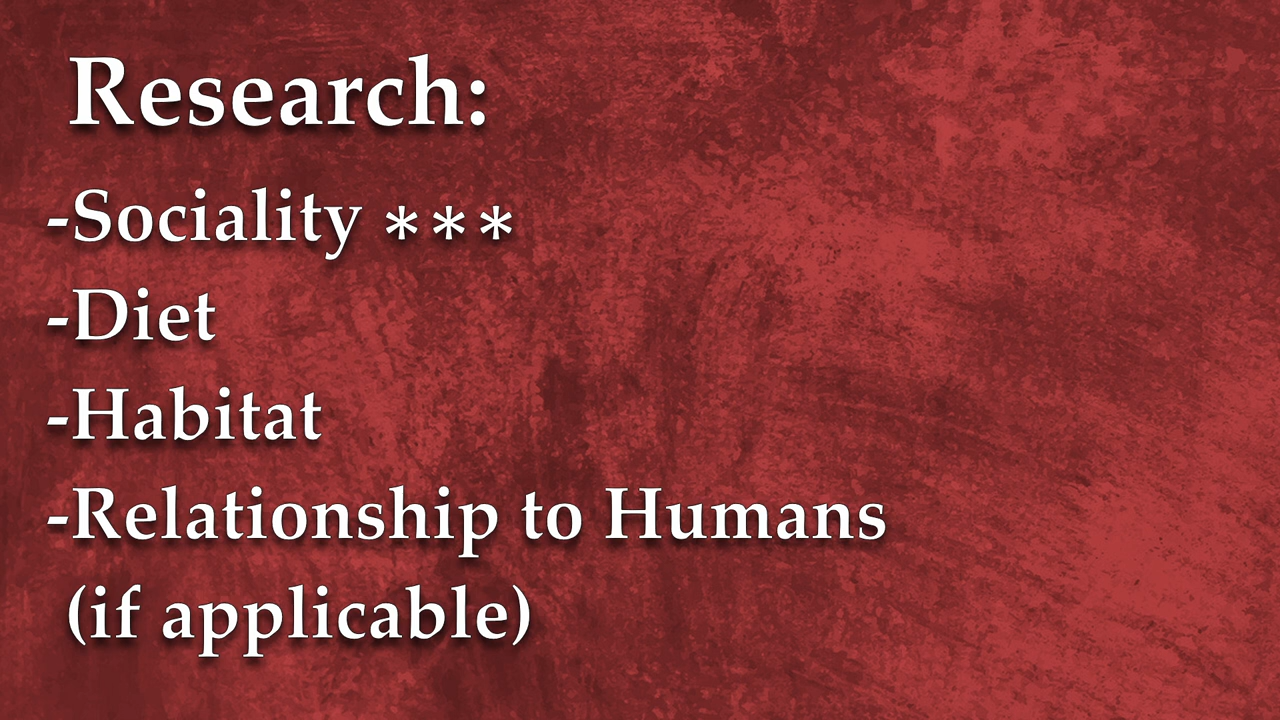 Research:
-Sociality ***
-Diet
-Habitat
-Relationship to Humans
(if applicable)